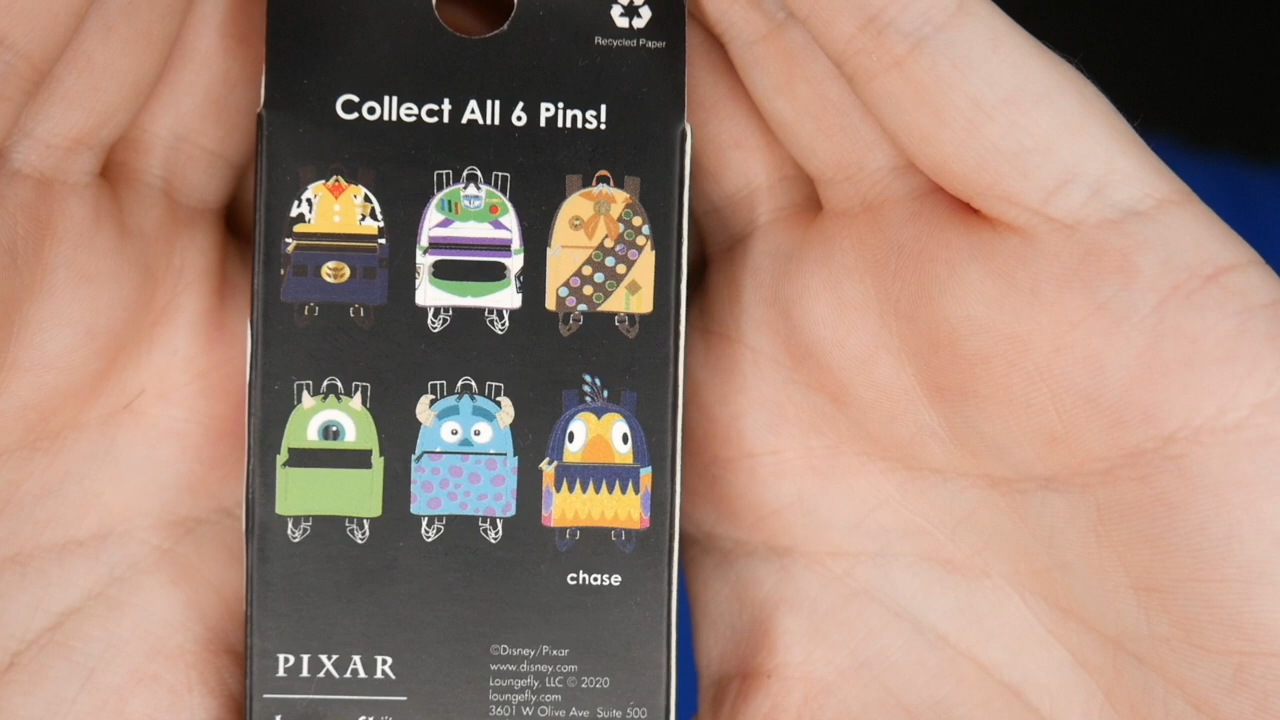 Recycled Paper
Collect All 6 Pins!
chase
PIXAR
©Disney/Pixar
www.disney.com
Loungefly, LLC © 2020
loungefly.com
3601 W Olive Ave Suite 500